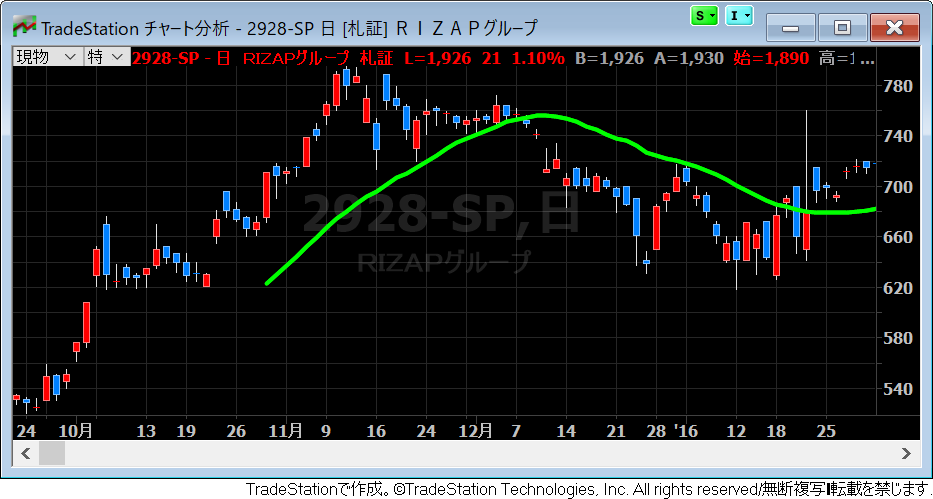 TradeStation チャート分析 - 2928-SP 日 [札証] ＲＩＺＡＰグループ
S
I
現物 特 2928-SP - 日 RIZAPグループ 札証 L=1,926 21 1.10% B=1,926 A=1,930 始=1,890 高=1 ...
780
740
700
660
620
580
540
2928-SP,日
RIZAPグループ
24 10月 13 19 26 11月 9 16 24 12月 7 14 21 28 '16 12 18 25
TradeStationで作成。©TradeStation Technologies, Inc. All rights reserved/無断複写転載を禁じます.